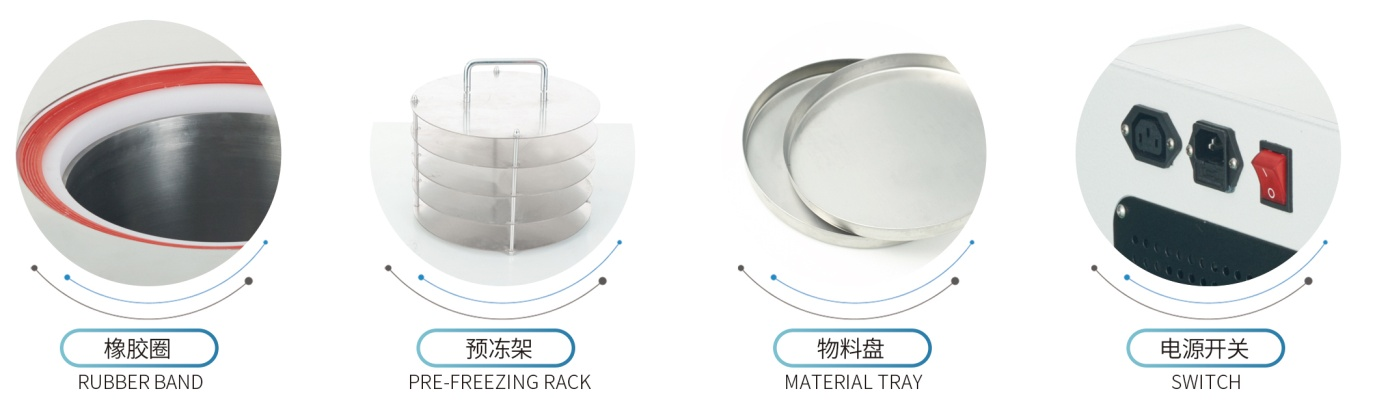 橡胶圈
RUBBER BAND
预冻架
PRE-FREEZING RACK
物料盘
MATERIAL TRAY
电源开关
SWITCH